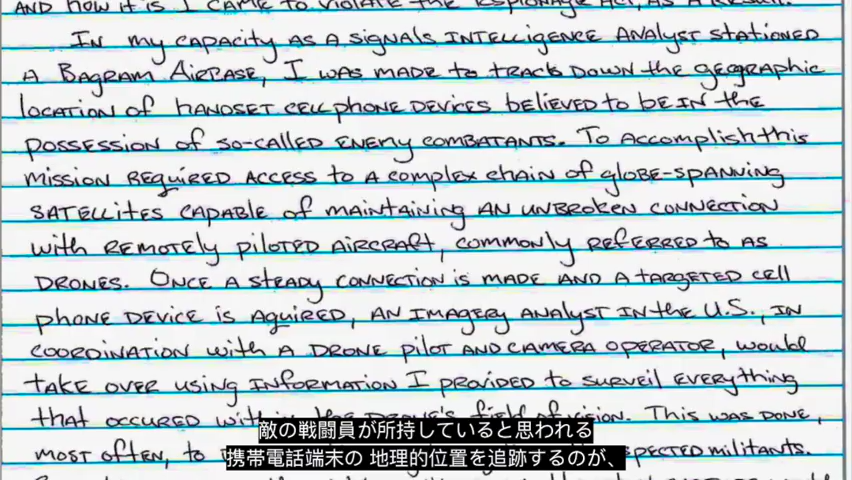 AND HOW IT IS I CAME TO VIOLATE THE ESPIONAGE ACT, AS A RESULT.
IN MY CAPACITY AS A SIGNALS INTELLIGENCE ANALYST STATIONED
A BAGRAM AIRBASE, I WAS MADE TO TRACK DOWN THE GEOGRAPHIC
LOCATION OF HANDSET CELLPHONE DEVICES BELIEVED TO BE IN THE
POSSESSION OF SO-CALLED ENEMY COMBATANTS. TO ACCOMPLISH THIS
MISSION REQUIRED ACCESS TO A COMPLEX CHAIN OF GLOBE-SPANNING
SATELLITES CAPABLE OF MAINTAINING AN UNBROKEN CONNECTION
WITH REMOTELY PILOTED AIRCRAFT, COMMONLY REFERRED TO AS
DRONES. ONCE A STEADY CONNECTION IS MADE AND A TARGETED CELL
PHONE DEVICE IS AQUIRED, AN IMAGERY ANALYST IN THE U.S., IN
COORDINATION WITH A DRONE PILOT AND CAMERA OPERATOR, WOULD
TAKE OVER USING INFORMATION I PROVIDED TO SURVEIL EVERYTHING
THAT OCCURED WITHIN THE DRONE'S FIELD OF VISION. THIS WAS DONE,
MOST OFTEN, TO
敵の戦闘員が所持していると思われる
携帯電話端末の 地理的位置を追跡するのが、
MILITANTS.